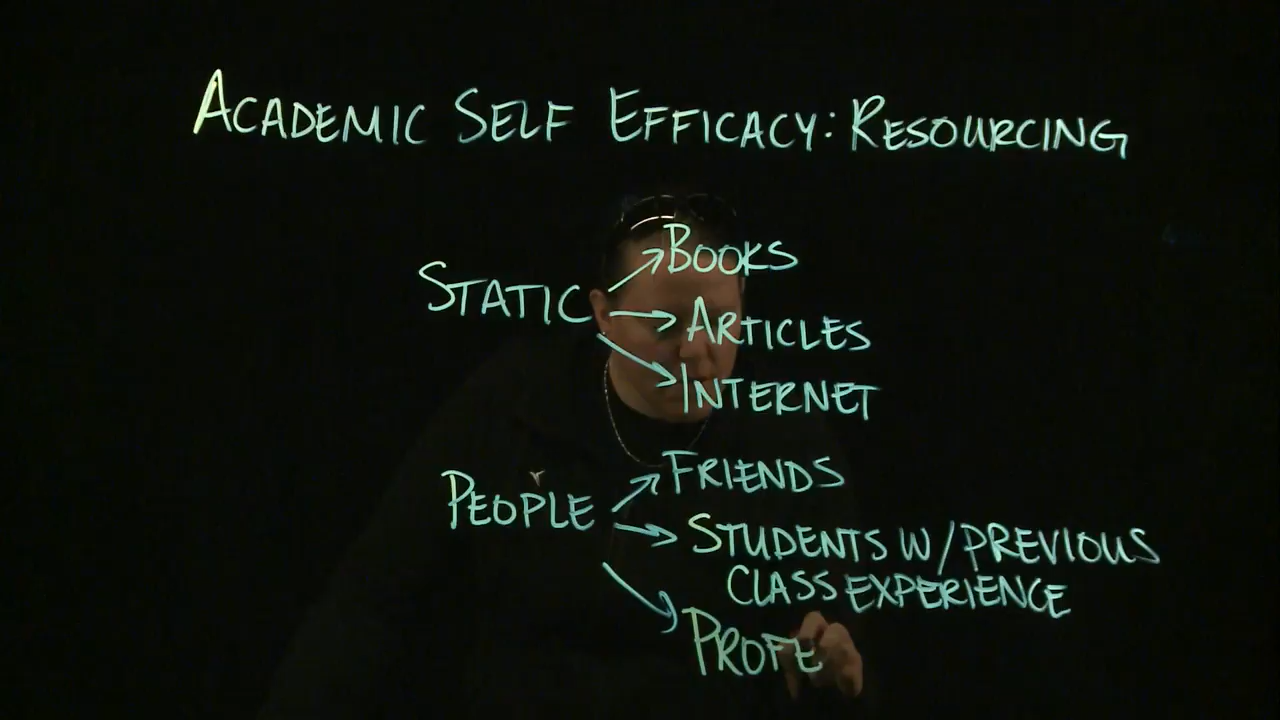 ACADEMIC SELF EFFICACY: RESOURCING
STATIC
BOOKS
ARTICLES
INTERNET
PEOPLE
FRIENDS
STUDENTS W/PREVIOUS
CLASS EXPERIENCE
PROFE